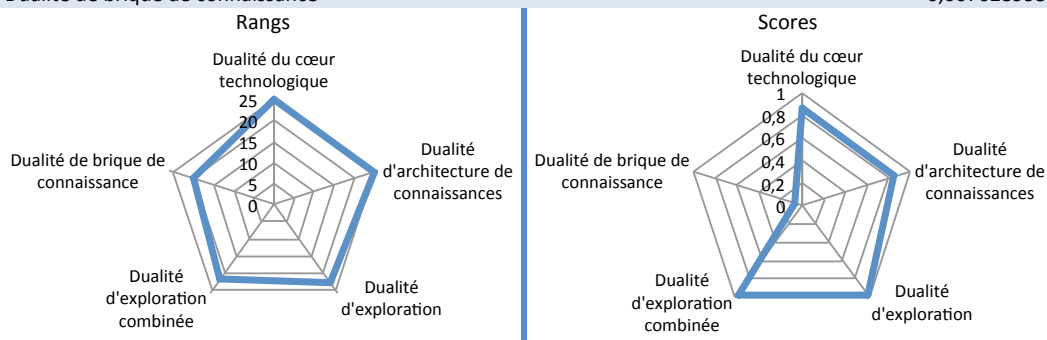 Rangs
Dualité du cœur
technologique
25
20
15
10
5
0
Dualité
d'architecture de
connaissances
Dualité
d'exploration
Dualité
d'exploration
combinée
Dualité de brique de
connaissance
Scores
Dualité du cœur
technologique
1
0,8
0,6
0,4
0,2
0
Dualité
d'architecture de
connaissances
Dualité
d'exploration
Dualité
d'exploration
combinée
Dualité de brique de
connaissance